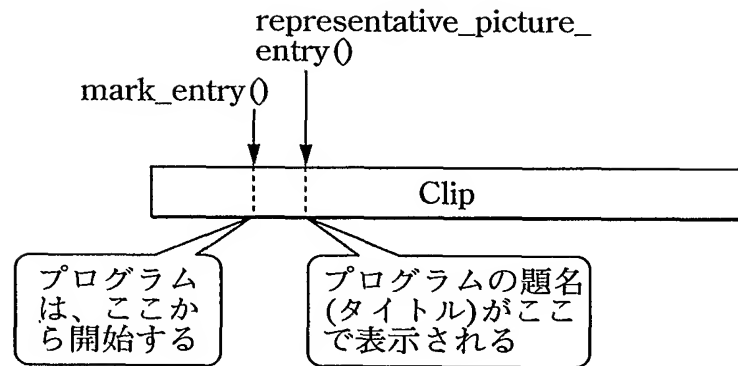 representative_picture_
entry()
mark_entry()
Clip
プログラム
は、ここか
ら開始する
プログラムの題名
(タイトル)がここ
で表示される